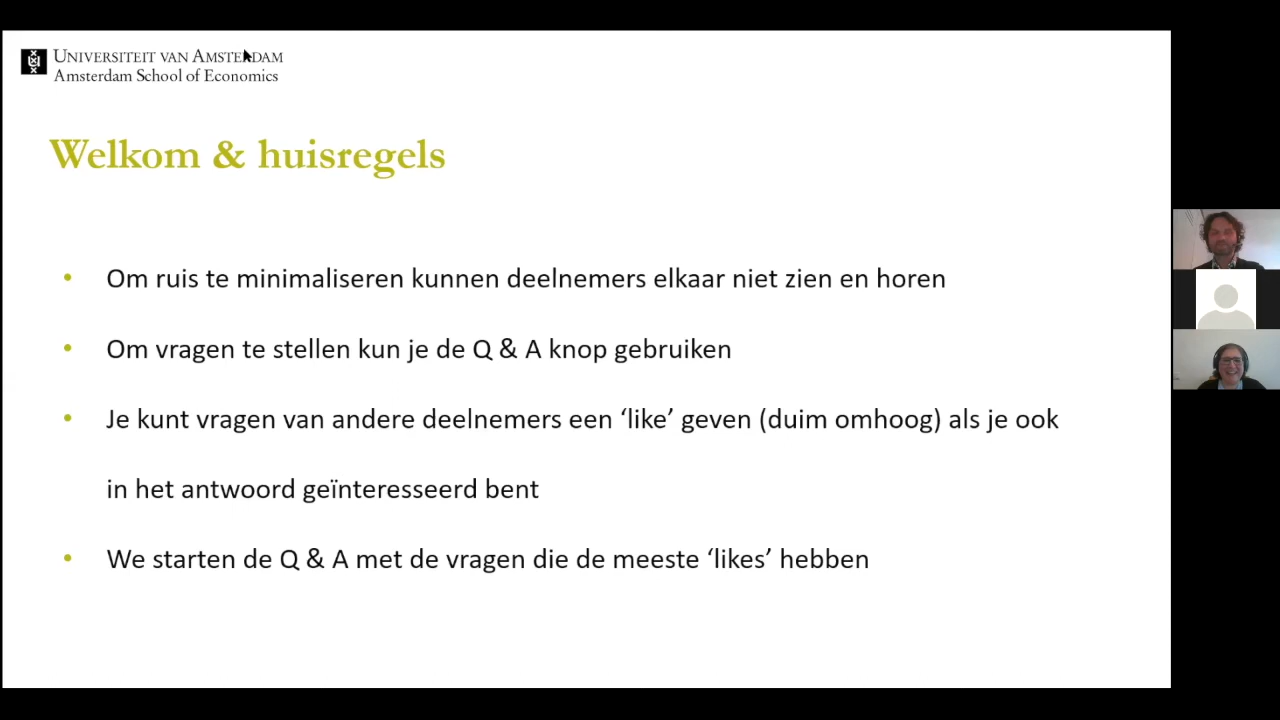 UNIVERSITEIT VAN AMSTERDAM
Amsterdam School of Economics
Welkom & huisregels
• Om ruis te minimaliseren kunnen deelnemers elkaar niet zien en horen
• Om vragen te stellen kun je de Q & A knop gebruiken
• Je kunt vragen van andere deelnemers een ‘like’ geven (duim omhoog) als je ook
in het antwoord geïnteresseerd bent
• We starten de Q & A met de vragen die de meeste ‘likes’ hebben